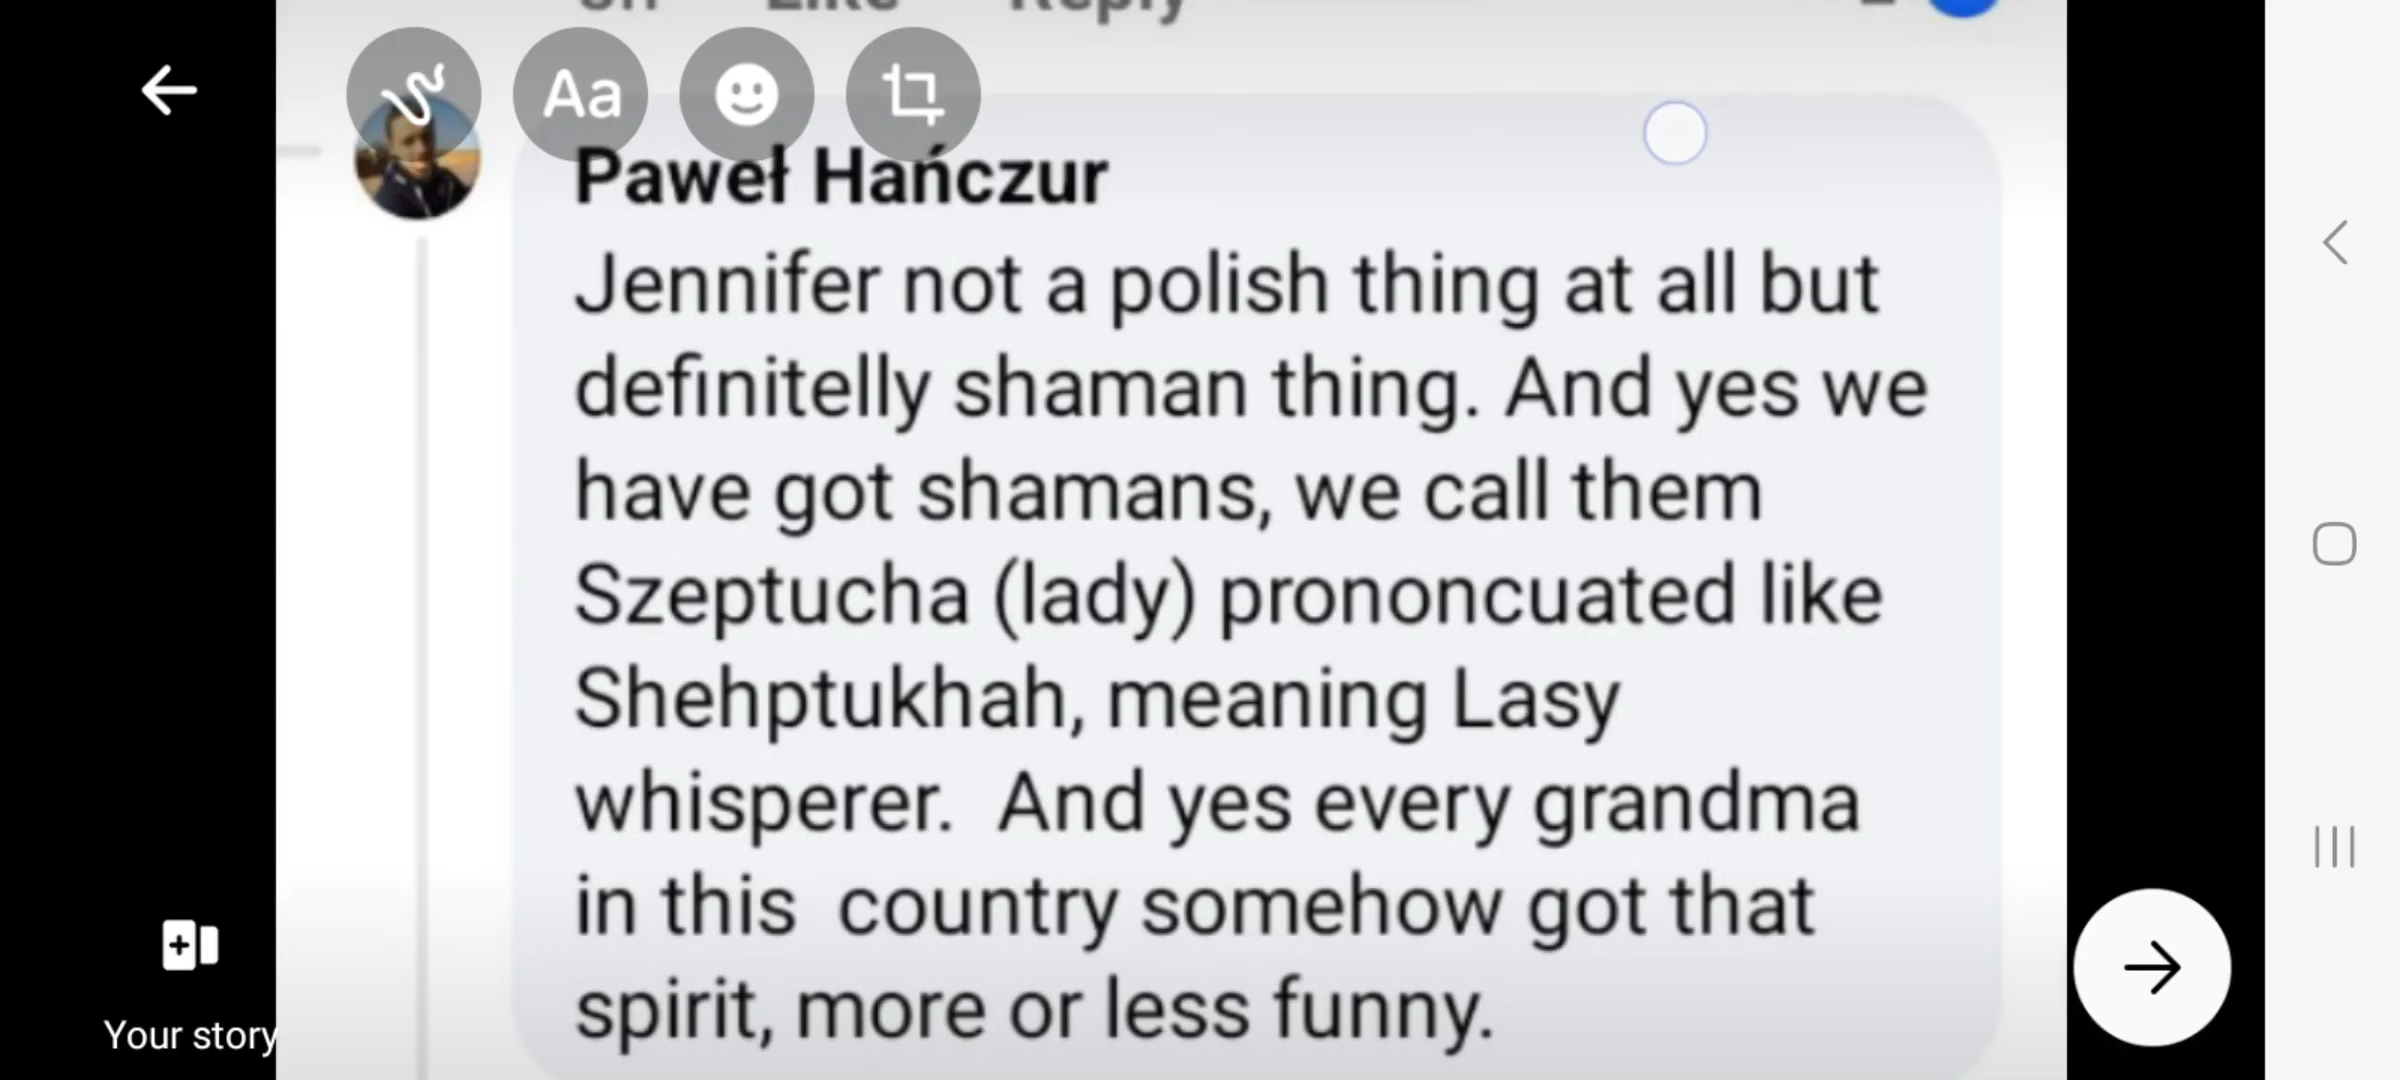 Like Reply
Aa
Paweł Hańczur
Jennifer not a polish thing at all but
definitelly shaman thing. And yes we
have got shamans, we call them
Szeptucha (lady) prononcuated like
Shehptukhah, meaning Lasy
whisperer.  And yes every grandma
in this  country somehow got that
spirit, more or less funny.
Your story